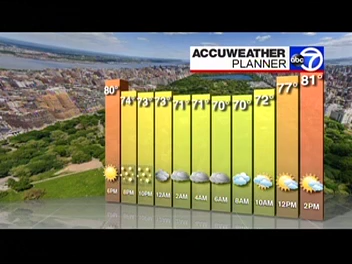 ACCUWEATHER
PLANNER abc 7
80° 74° 73° 73° 71° 71° 70° 70° 72° 77° 81°
6PM 8PM 10PM 12AM 2AM 4AM 6AM 8AM 10AM 12PM 2PM